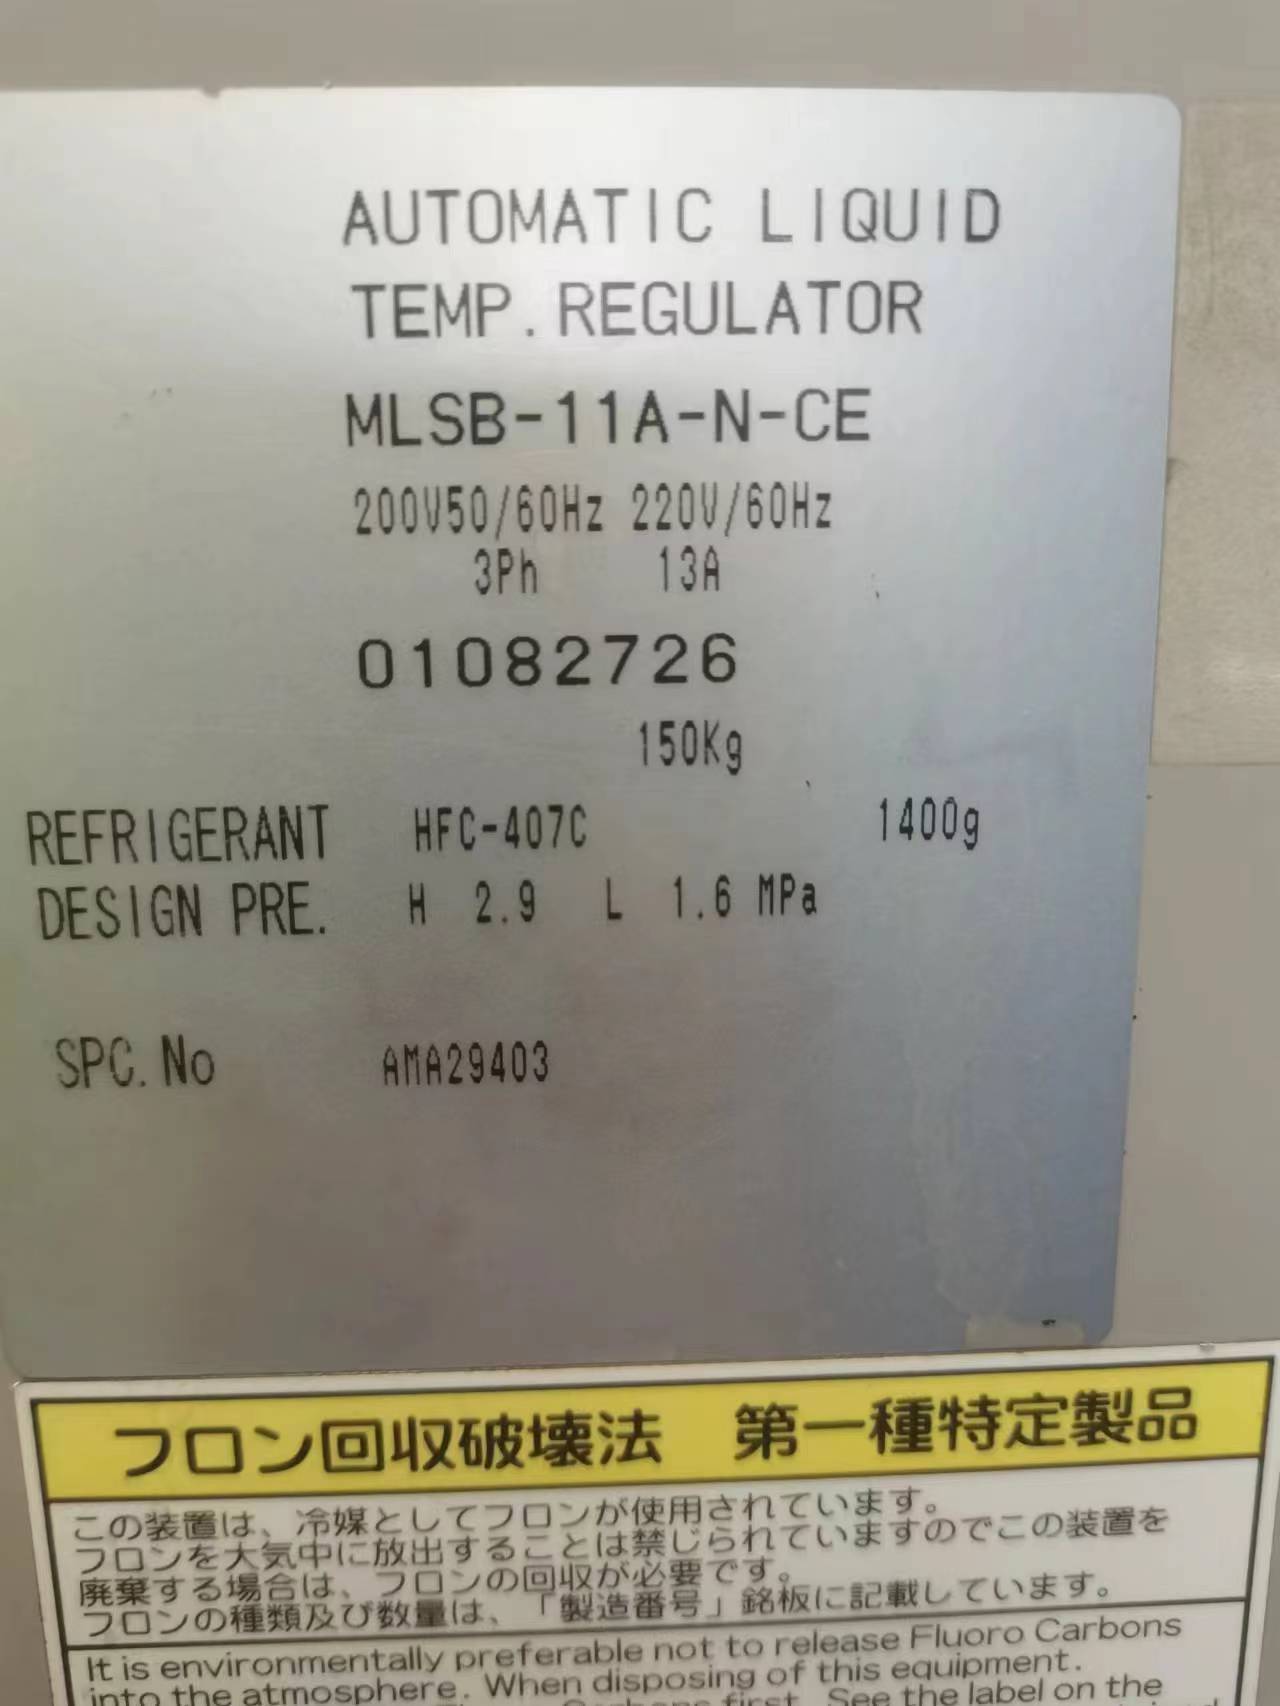 AUTOMATIC LIQUID
TEMP. REGULATOR
MLSB-11A-N-CE
200V50/60Hz 220V/60Hz
3Ph 13A
01082726
150Kg
REFRIGERANT HFC-407C 1400g
DESIGN PRE. H 2.9 L 1.6 MPa
SPC. No AMA29403
フロン回収破壊法 第一種特定製品
この装置は、冷媒としてフロンが使用されています。
フロンを大気中に放出することは禁じられていますのでこの装置を
廃棄する場合は、フロンの回収が必要です。
フロンの種類及び数量は、「製造番号」銘板に記載しています。
It is environmentally preferable not to release Fluoro Carbons
into the atmosphere. When disposing of this equipment.
first. See the label on the